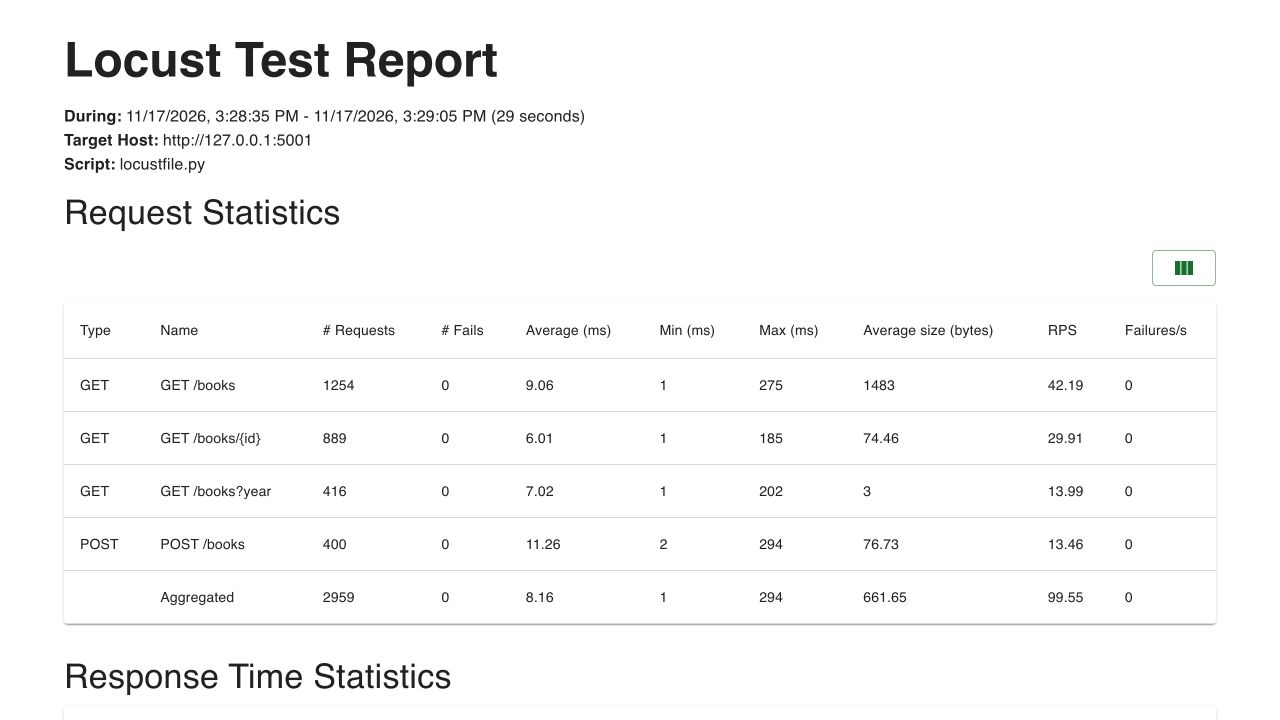 Locust Test Report
During: 11/17/2026, 3:28:35 PM - 11/17/2026, 3:29:05 PM (29 seconds)
Target Host: http://127.0.0.1:5001
Script: locustfile.py
Request Statistics
Type Name # Requests # Fails Average (ms) Min (ms) Max (ms) Average size (bytes) RPS Failures/s
GET GET /books 1254 0 9.06 1 275 1483 42.19 0
GET GET /books/{id} 889 0 6.01 1 185 74.46 29.91 0
GET GET /books?year 416 0 7.02 1 202 3 13.99 0
POST POST /books 400 0 11.26 2 294 76.73 13.46 0
Aggregated 2959 0 8.16 1 294 661.65 99.55 0
Response Time Statistics